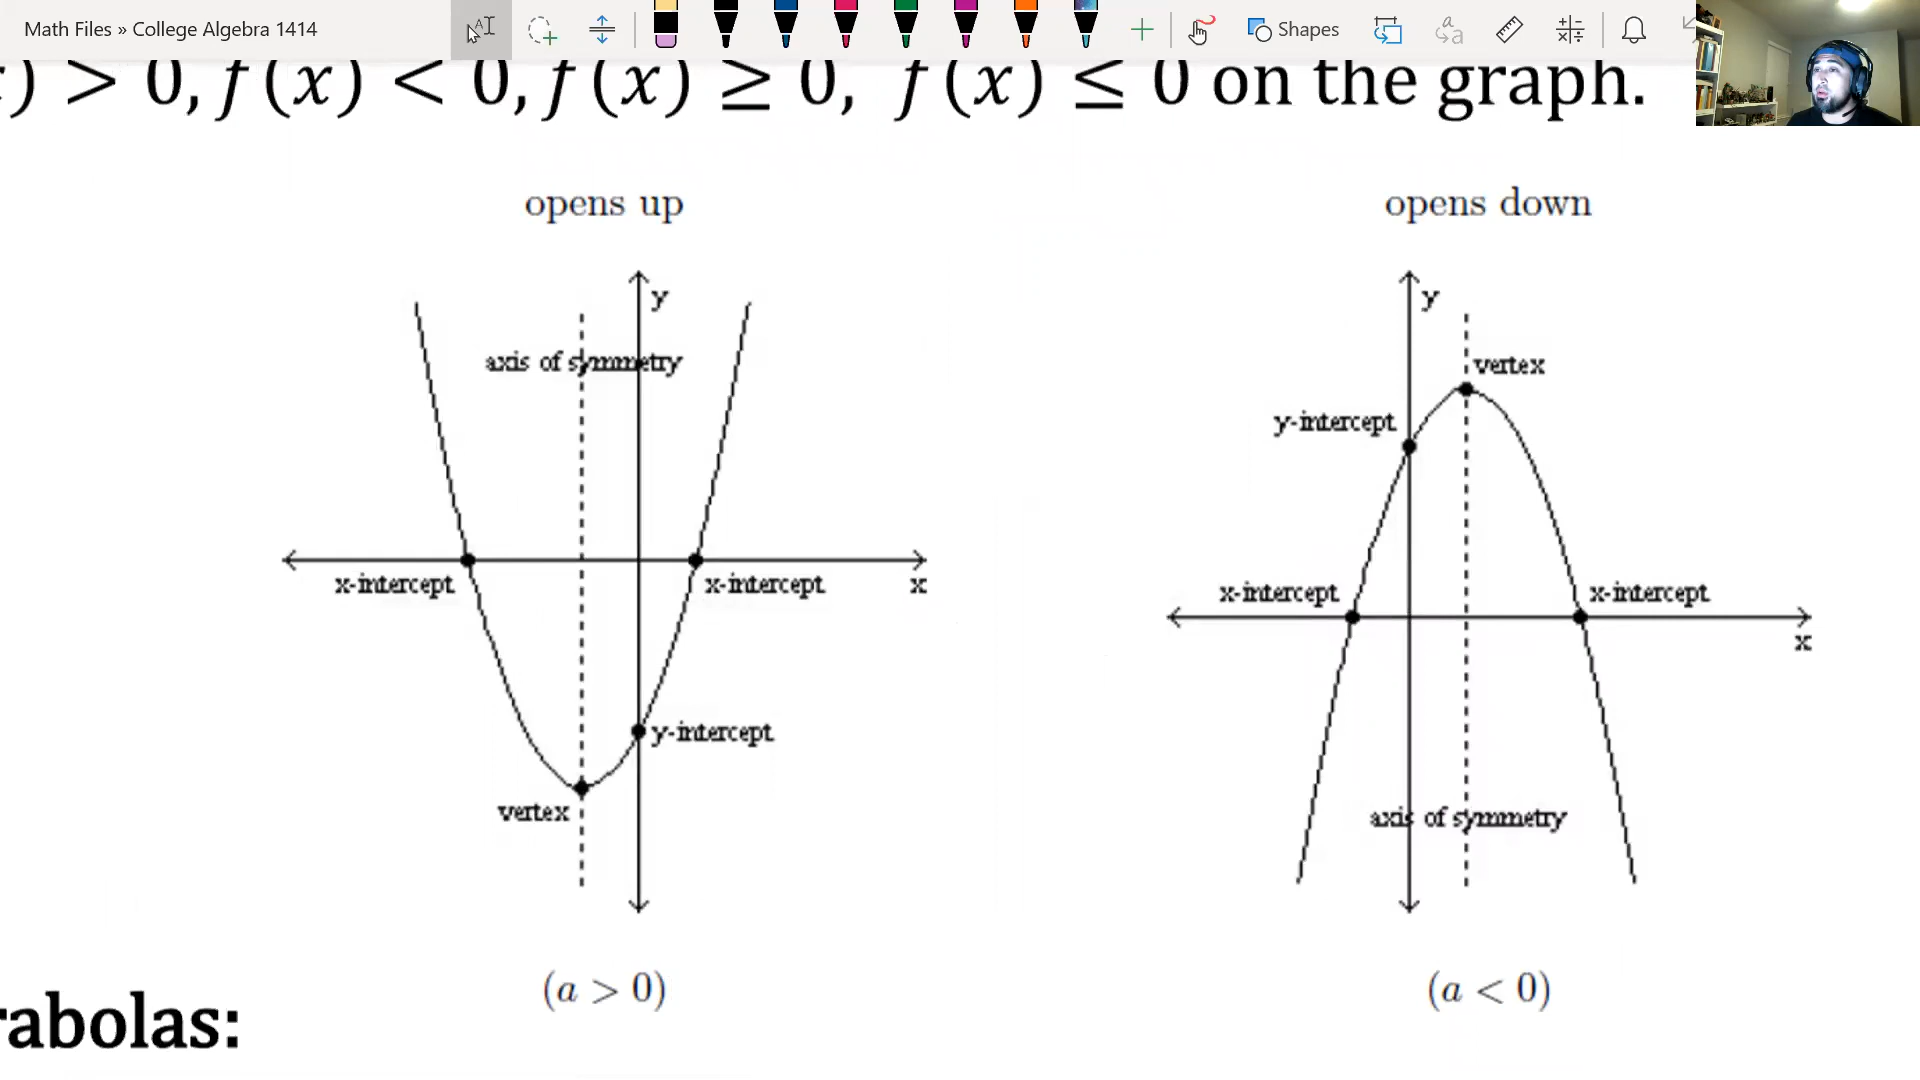 Math Files » College Algebra 1414
Shapes
) > 0, f(x) < 0, f(x) ≥ 0, f(x) ≤ 0 on the graph.
opens up
opens down
y
y
axis of symmetry
vertex
y-intercept
x-intercept
x-intercept
x
x-intercept
x-intercept
x
y-intercept
vertex
axis of symmetry
(a > 0)
(a < 0)
rabolas: